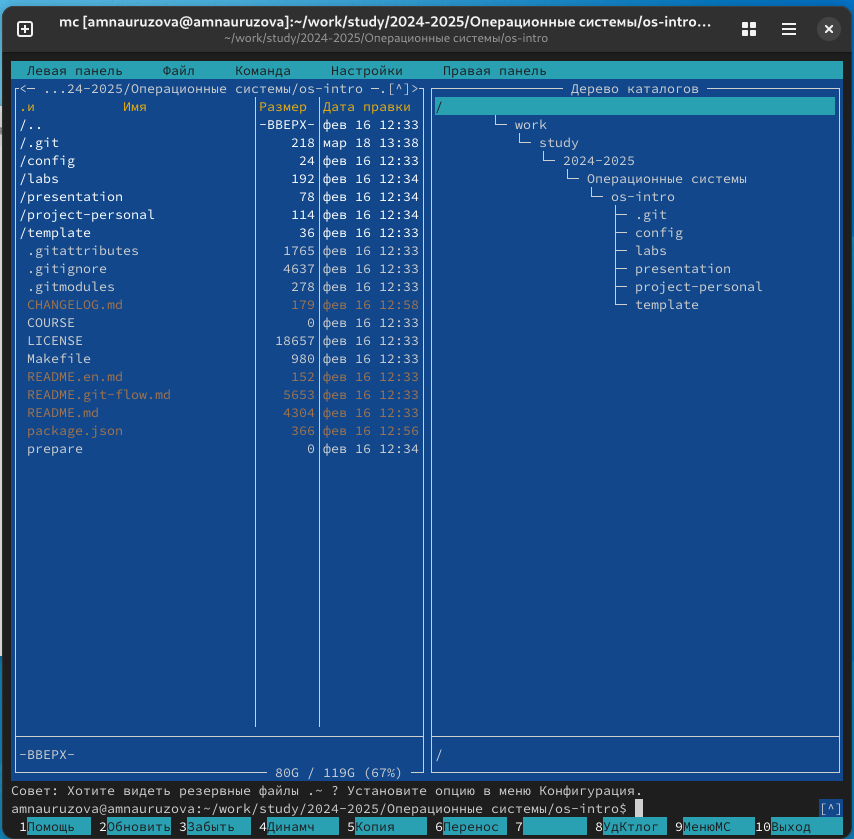 mc [amnauruzova@amnauruzova]:~/work/study/2024-2025/Операционные системы/os-intro…
~/work/study/2024-2025/Операционные системы/os-intro
Левая панель Файл Команда Настройки Правая панель
<─ ...24-2025/Операционные системы/os-intro ─.[^]>
.и Имя Размер Дата правки
/.. -ВВЕРХ- фев 16 12:33
/.git 218 мар 18 13:38
/config 24 фев 16 12:33
/labs 192 фев 16 12:34
/presentation 78 фев 16 12:34
/project-personal 114 фев 16 12:34
/template 36 фев 16 12:33
.gitattributes 1765 фев 16 12:33
.gitignore 4637 фев 16 12:33
.gitmodules 278 фев 16 12:33
CHANGELOG.md 179 фев 16 12:58
COURSE 0 фев 16 12:33
LICENSE 18657 фев 16 12:33
Makefile 980 фев 16 12:33
README.en.md 152 фев 16 12:33
README.git-flow.md 5653 фев 16 12:33
README.md 4304 фев 16 12:33
package.json 366 фев 16 12:56
prepare 0 фев 16 12:34
-ВВЕРХ-
80G / 119G (67%)
Дерево каталогов
/
work
study
2024-2025
Операционные системы
os-intro
.git
config
labs
presentation
project-personal
template
/
Совет: Хотите видеть резервные файлы .~ ? Установите опцию в меню Конфигурация.
amnauruzova@amnauruzova:~/work/study/2024-2025/Операционные системы/os-intro$ [^]
1Помощь 2Обновить 3Забыть 4Динамч 5Копия 6Перенос 7 8УдКтлог 9МенюMC 10Выход